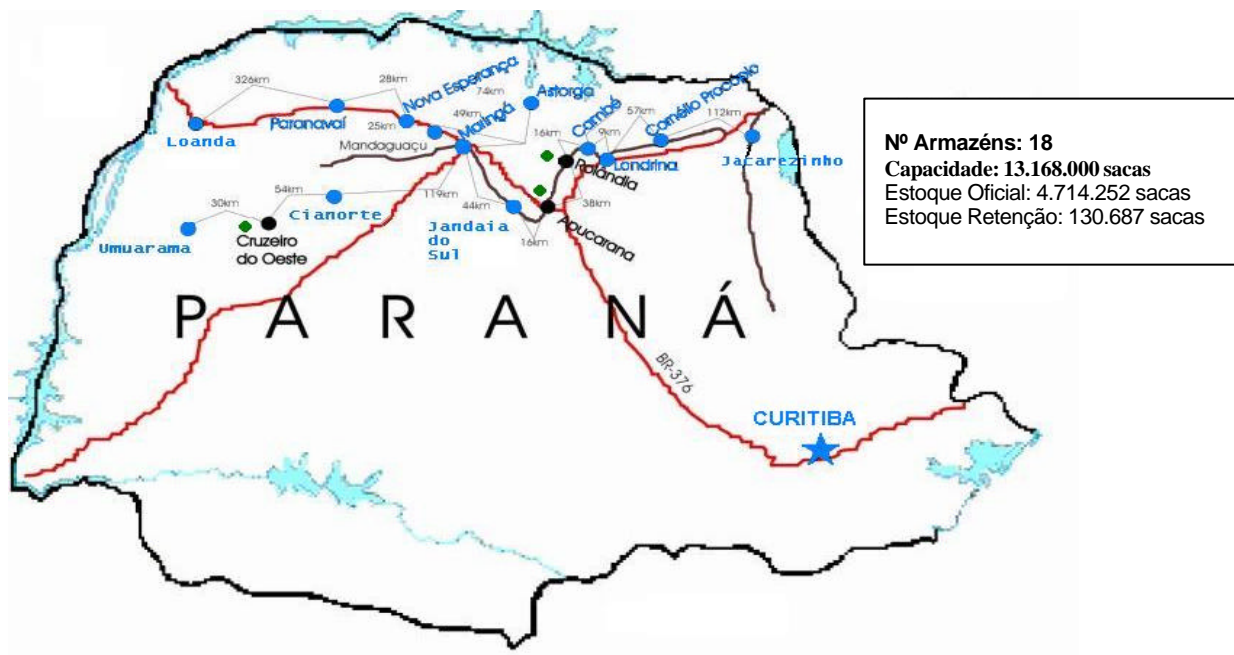 326km
28km
Nova Esperança
74km
Astorga
Cambé
57km
Cornélio Procópio
112km
49km
Maringá
16km
9km
Paranavaí
25km
Loanda
Mandaguaçu
Rolândia
Londrina
Jacarezinho
119km
54km
30km
Cianorte
44km
38km
Umuarama
Cruzeiro
do Oeste
Jandaia
do
Sul
16km
Apucarana
PARANÁ
BR-376
CURITIBA
Nº Armazéns: 18
Capacidade: 13.168.000 sacas
Estoque Oficial: 4.714.252 sacas
Estoque Retenção: 130.687 sacas